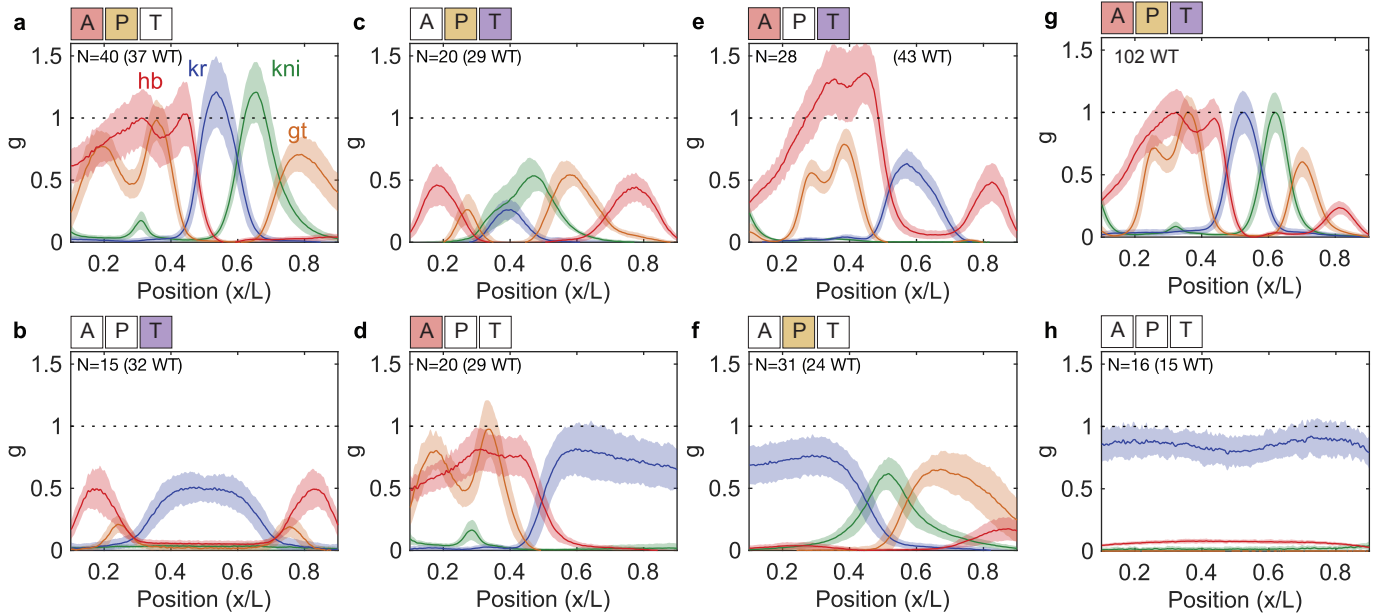 a A P T
N=40 (37 WT)
hb kr kni gt
g
1.5
1
0.5
0
0.2 0.4 0.6 0.8
Position (x/L)
c A P T
N=20 (29 WT)
g
1.5
1
0.5
0
0.2 0.4 0.6 0.8
Position (x/L)
e A P T
N=28 (43 WT)
g
1.5
1
0.5
0
0.2 0.4 0.6 0.8
Position (x/L)
g A P T
102 WT
g
1.5
1
0.5
0
0.2 0.4 0.6 0.8
Position (x/L)
b A P T
N=15 (32 WT)
g
1.5
1
0.5
0
0.2 0.4 0.6 0.8
Position (x/L)
d A P T
N=20 (29 WT)
g
1.5
1
0.5
0
0.2 0.4 0.6 0.8
Position (x/L)
f A P T
N=31 (24 WT)
g
1.5
1
0.5
0
0.2 0.4 0.6 0.8
Position (x/L)
h A P T
N=16 (15 WT)
g
1.5
1
0.5
0
0.2 0.4 0.6 0.8
Position (x/L)